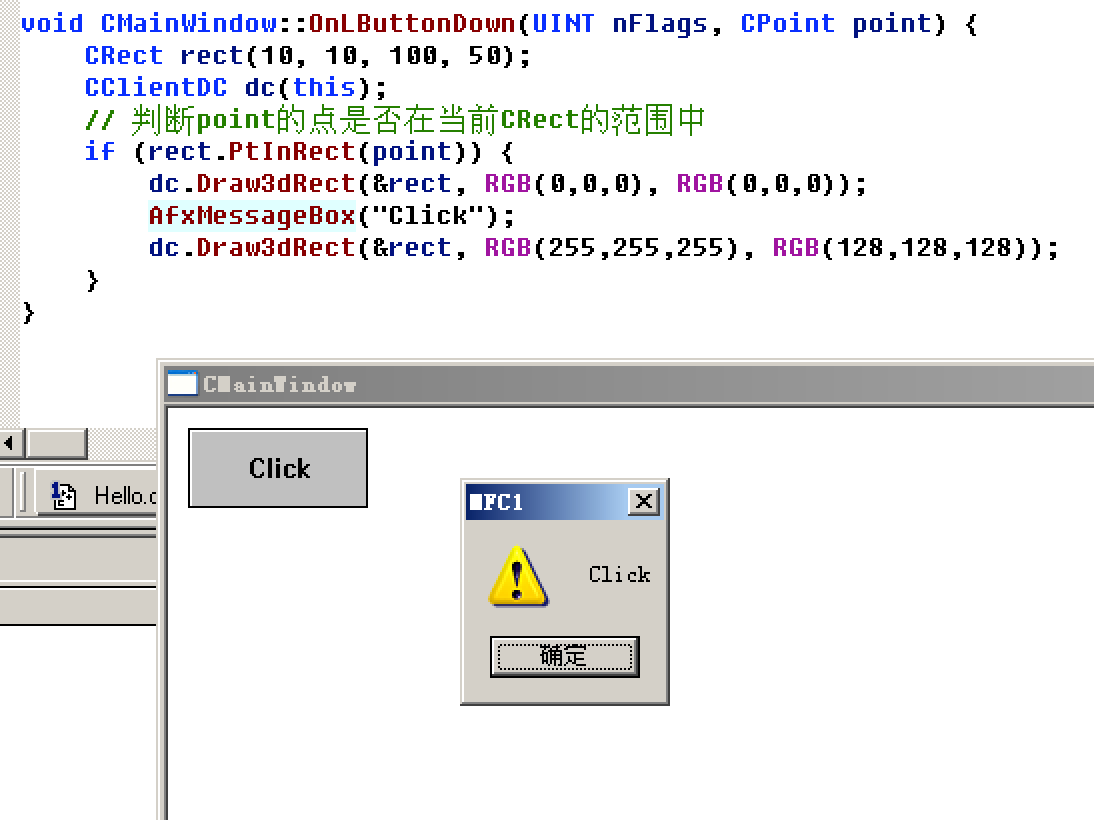 void CMainWindow::OnLButtonDown(UINT nFlags, CPoint point) {
    CRect rect(10, 10, 100, 50);
    CClientDC dc(this);
    // 判断point的点是否在当前CRect的范围中
    if (rect.PtInRect(point)) {
        dc.Draw3dRect(&rect, RGB(0,0,0), RGB(0,0,0));
        AfxMessageBox("Click");
        dc.Draw3dRect(&rect, RGB(255,255,255), RGB(128,128,128));
    }
}
CMainWindow
Click
MFC1
Hello.c
Click
确定